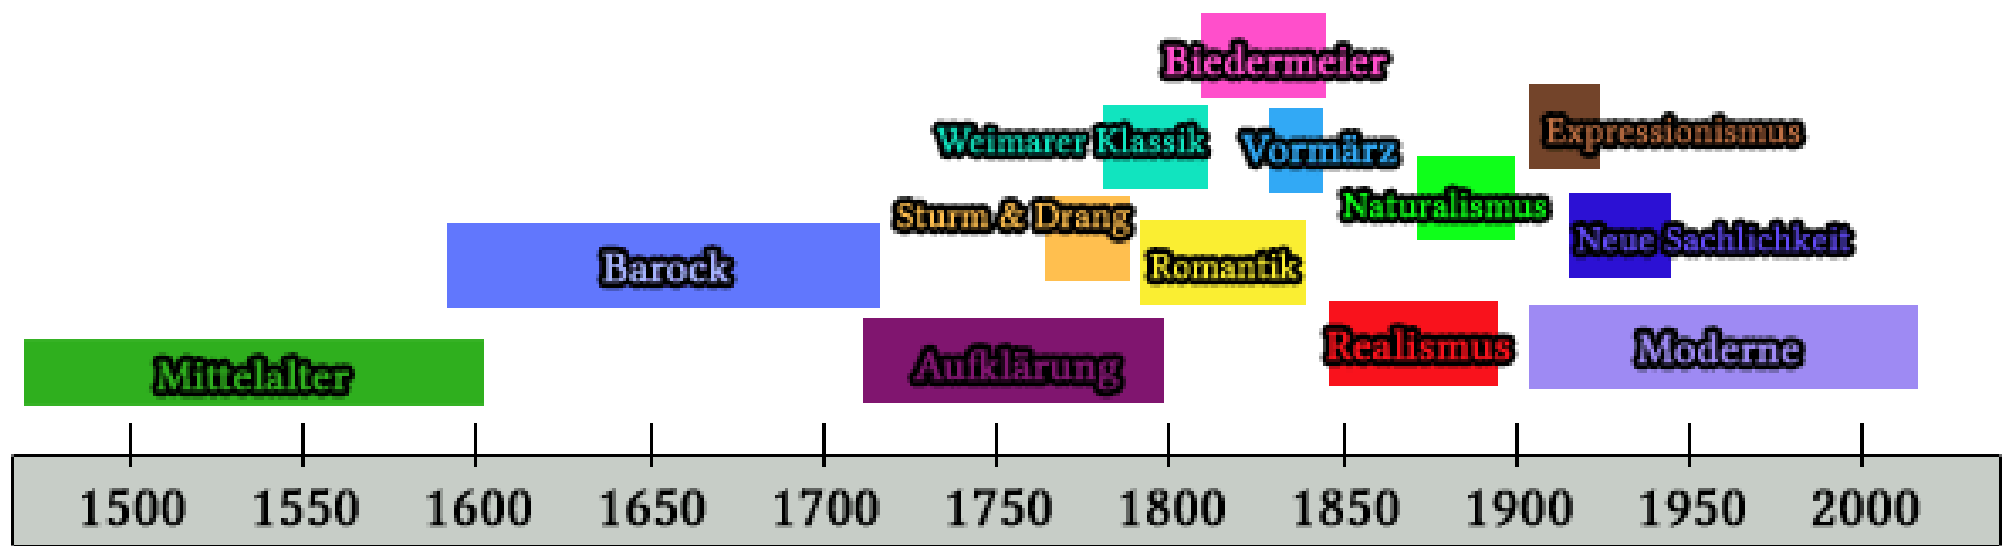 Biedermeier
Expressionismus
Weimarer Klassik
Vormärz
Naturalismus
Sturm & Drang
Neue Sachlichkeit
Barock
Romantik
Realismus
Moderne
Aufklärung
Mittelalter
1500 1550 1600 1650 1700 1750 1800 1850 1900 1950 2000